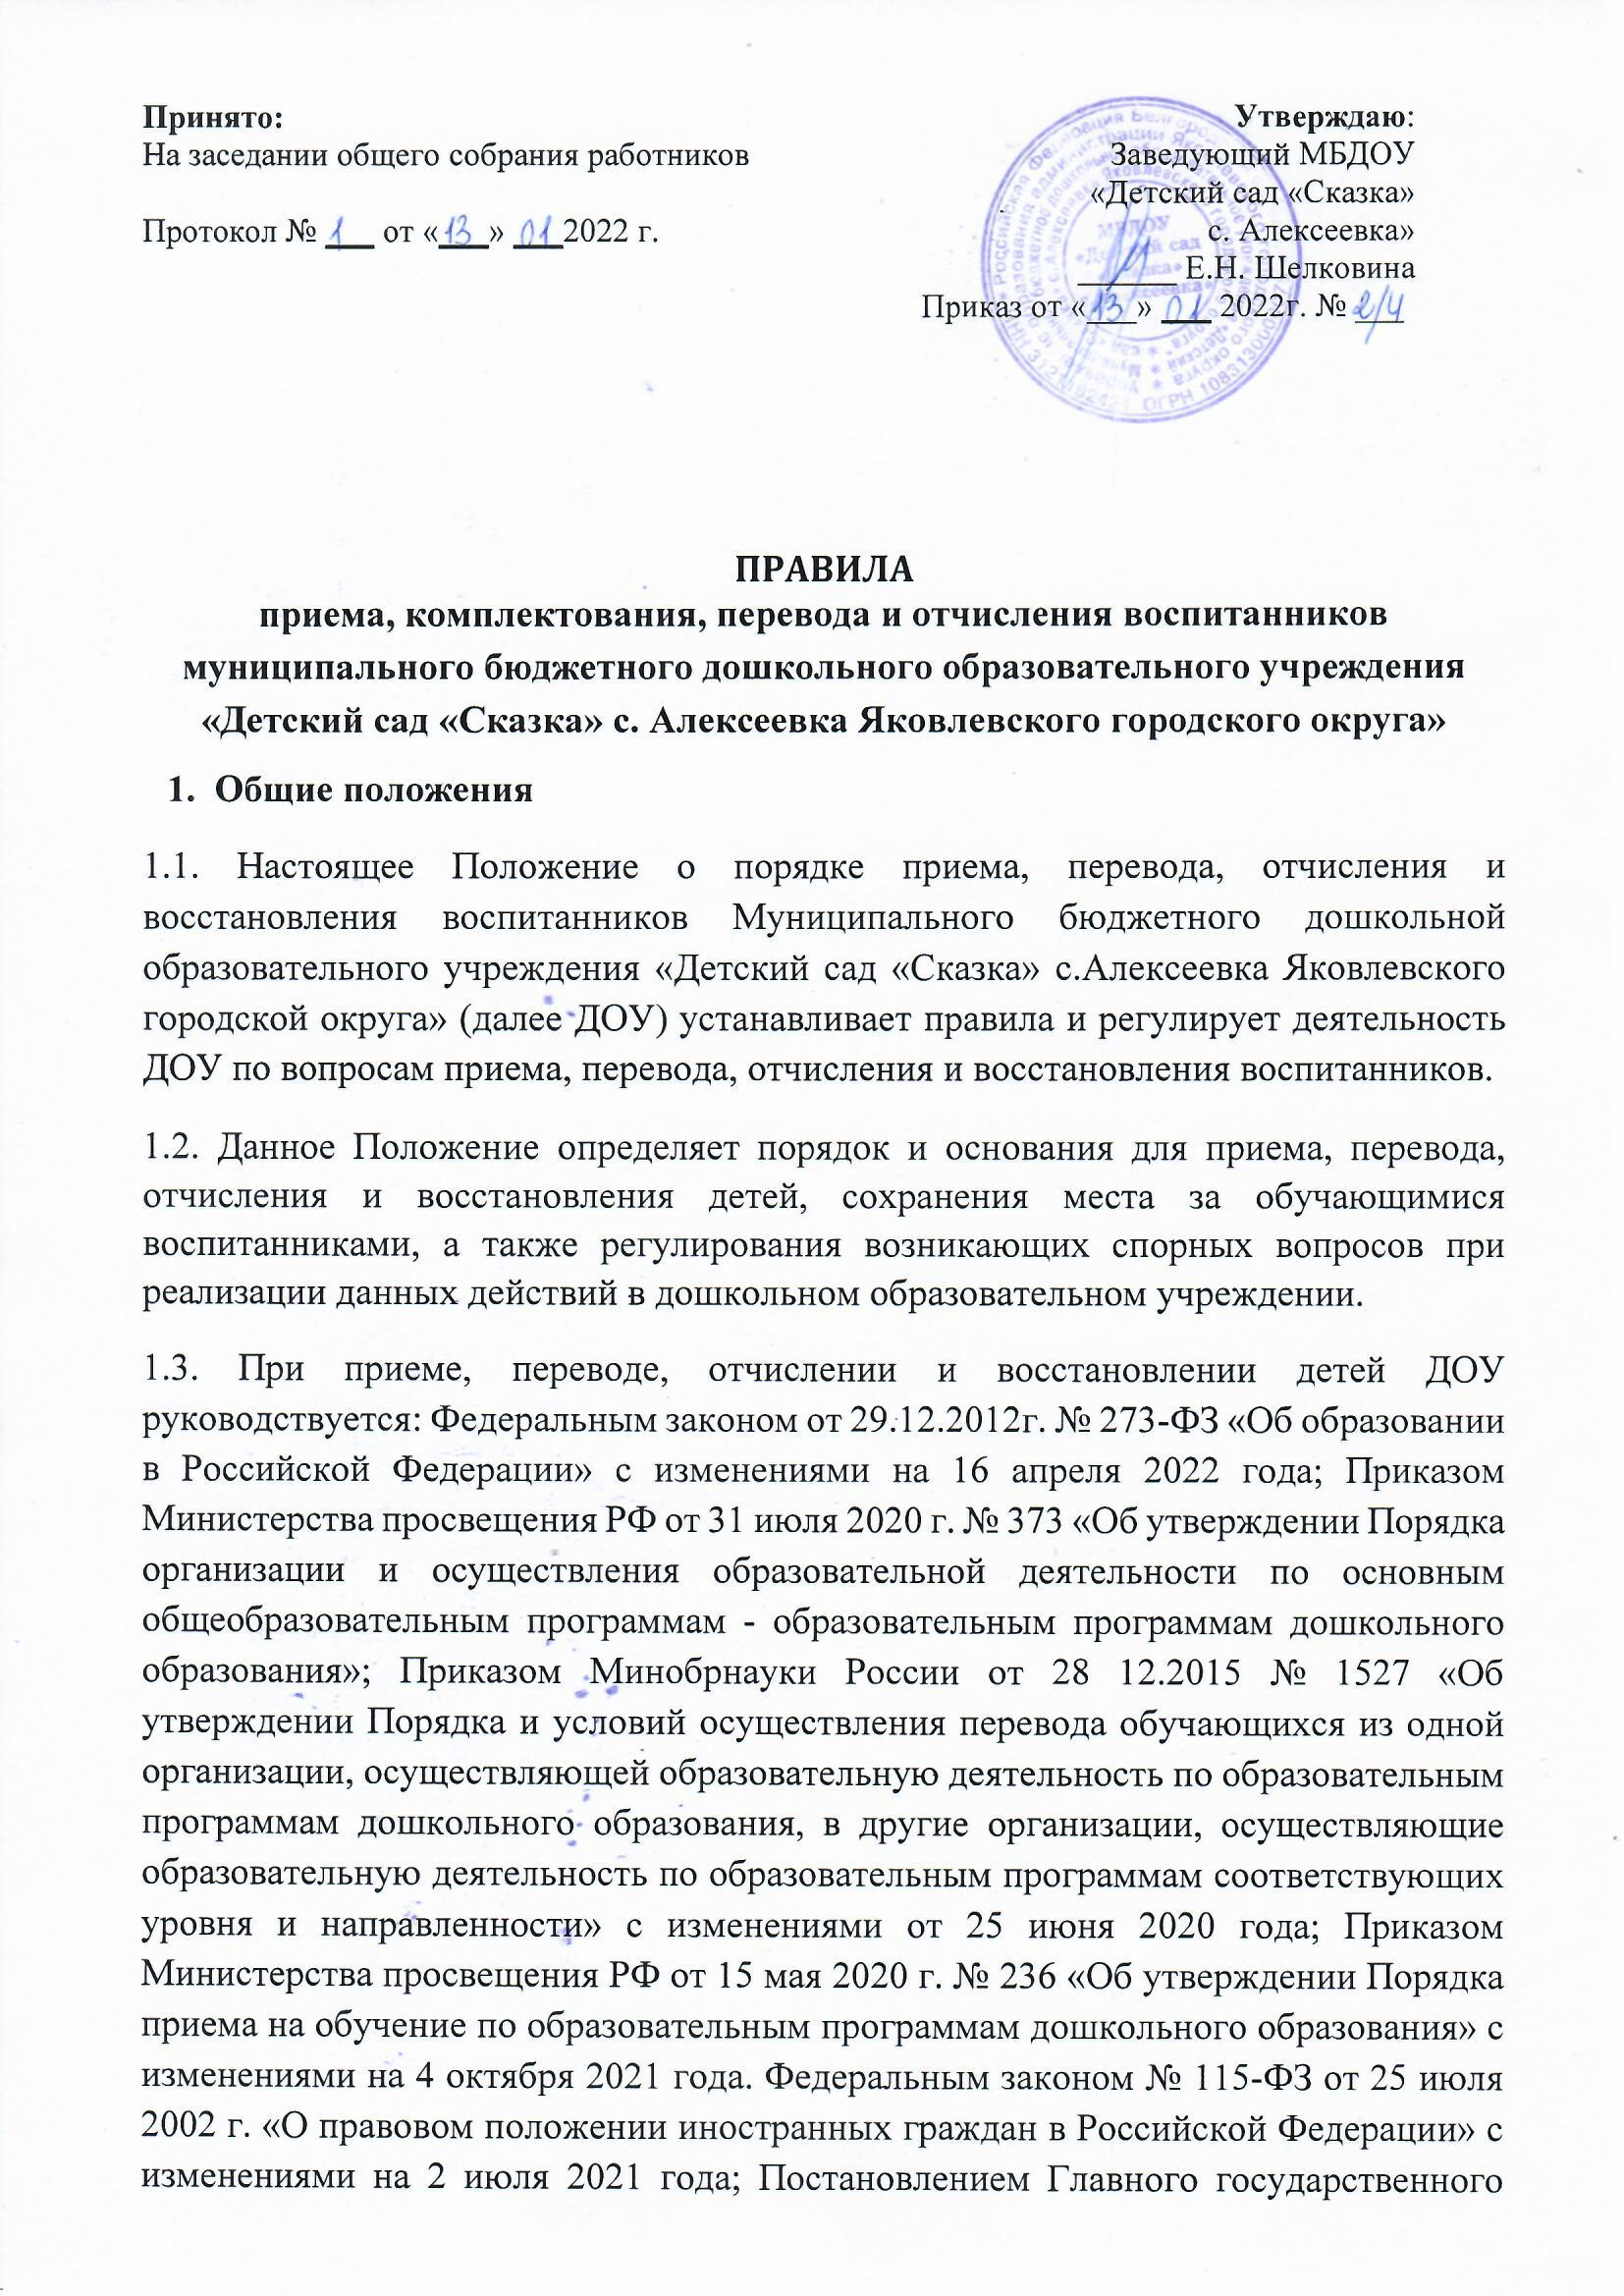 Принято:
На заседании общего собрания работников
Протокол № 1 от «13» 01 2022 г.
Утверждаю:
Заведующий МБДОУ
«Детский сад «Сказка»
с. Алексеевка»
Е.Н. Шелковина
Приказ от «13» 01 2022г. № 2/4
ПРАВИЛА
приема, комплектования, перевода и отчисления воспитанников
муниципального бюджетного дошкольного образовательного учреждения
«Детский сад «Сказка» с. Алексеевка Яковлевского городского округа»
1. Общие положения
1.1. Настоящее Положение о порядке приема, перевода, отчисления и
восстановления воспитанников Муниципального бюджетного дошкольной
образовательного учреждения «Детский сад «Сказка» с.Алексеевка Яковлевского
городской округа» (далее ДОУ) устанавливает правила и регулирует деятельность
ДОУ по вопросам приема, перевода, отчисления и восстановления воспитанников.
1.2. Данное Положение определяет порядок и основания для приема, перевода,
отчисления и восстановления детей, сохранения места за обучающимися
воспитанниками, а также регулирования возникающих спорных вопросов при
реализации данных действий в дошкольном образовательном учреждении.
1.3. При приеме, переводе, отчислении и восстановлении детей ДОУ
руководствуется: Федеральным законом от 29.12.2012г. № 273-ФЗ «Об образовании
в Российской Федерации» с изменениями на 16 апреля 2022 года; Приказом
Министерства просвещения РФ от 31 июля 2020 г. № 373 «Об утверждении Порядка
организации и осуществления образовательной деятельности по основным
общеобразовательным программам - образовательным программам дошкольного
образования»; Приказом Минобрнауки России от 28 12.2015 № 1527 «Об
утверждении Порядка и условий осуществления перевода обучающихся из одной
организации, осуществляющей образовательную деятельность по образовательным
программам дошкольного образования, в другие организации, осуществляющие
образовательную деятельность по образовательным программам соответствующих
уровня и направленности» с изменениями от 25 июня 2020 года; Приказом
Министерства просвещения РФ от 15 мая 2020 г. № 236 «Об утверждении Порядка
приема на обучение по образовательным программам дошкольного образования» с
изменениями на 4 октября 2021 года. Федеральным законом № 115-ФЗ от 25 июля
2002 г. «О правовом положении иностранных граждан в Российской Федерации» с
изменениями на 2 июля 2021 года; Постановлением Главного государственного